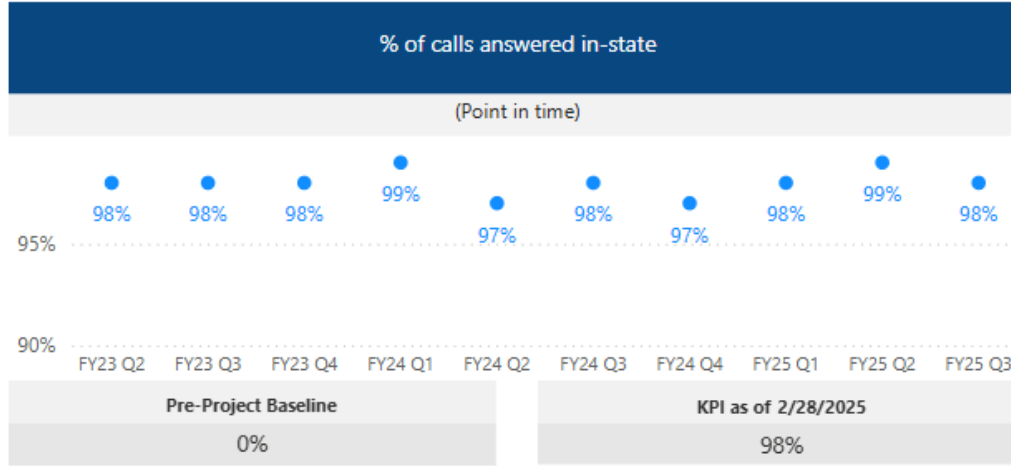 % of calls answered in-state
(Point in time)
98% 98% 98% 99% 97% 98% 97% 98% 99% 98%
95%
90%
FY23 Q2 FY23 Q3 FY23 Q4 FY24 Q1 FY24 Q2 FY24 Q3 FY24 Q4 FY25 Q1 FY25 Q2 FY25 Q3
Pre-Project Baseline KPI as of 2/28/2025
0% 98%